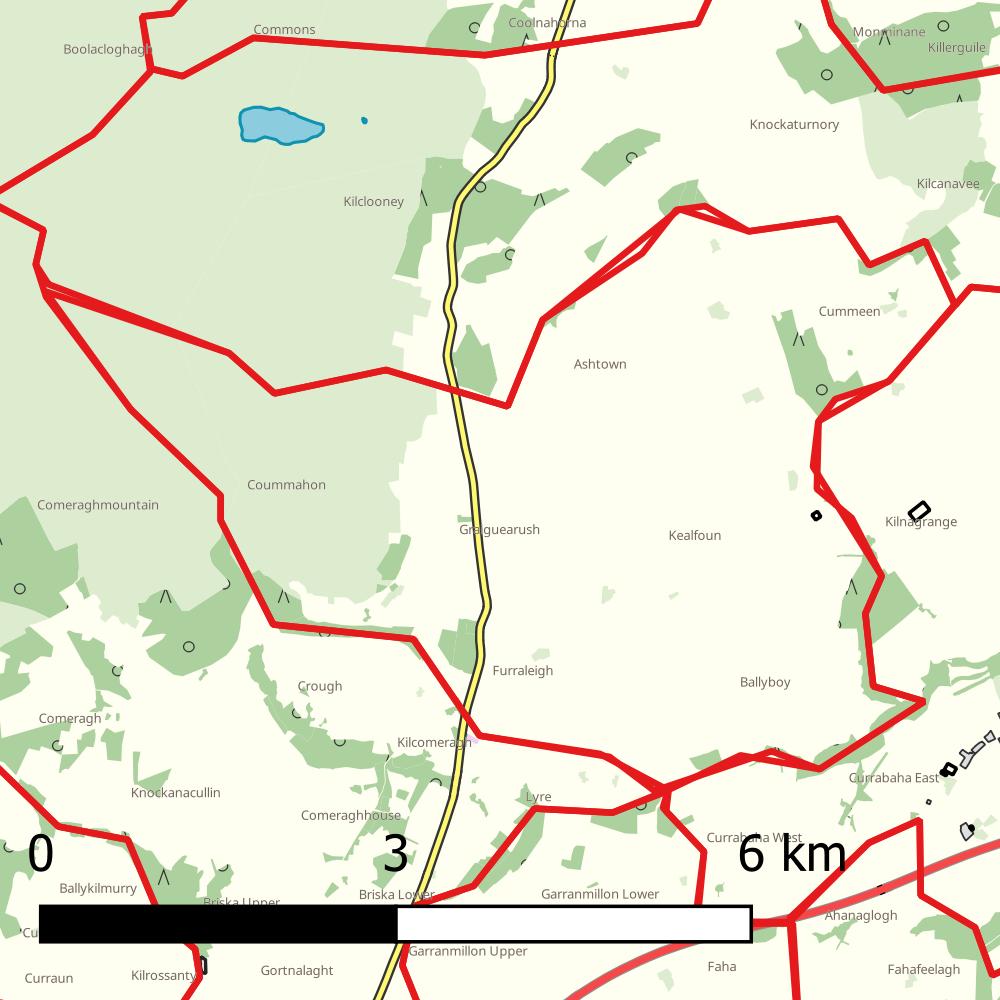 Coolnahorna
Commons
Monminane
Boolacloghagh
Killerguile
Knockaturnory
Kilcanavee
Kilclooney
Cummeen
Ashtown
Coummahon
Comeraghmountain
Kilnagrange
Graiguearush
Kealfoun
Furraleigh
Ballyboy
Crough
Comeragh
Kilcomeragh
Currabaha East
Knockanacullin
Lyre
Comeraghhouse
Currabaha West
0 3 6 km
Ballykilmurry
Briska Lower
Garranmillon Lower
Briska Upper
Ahanaglogh
Cu
Garranmillon Upper
Faha
Fahafeelagh
Gortnalaght
Kilrossanty
Curraun